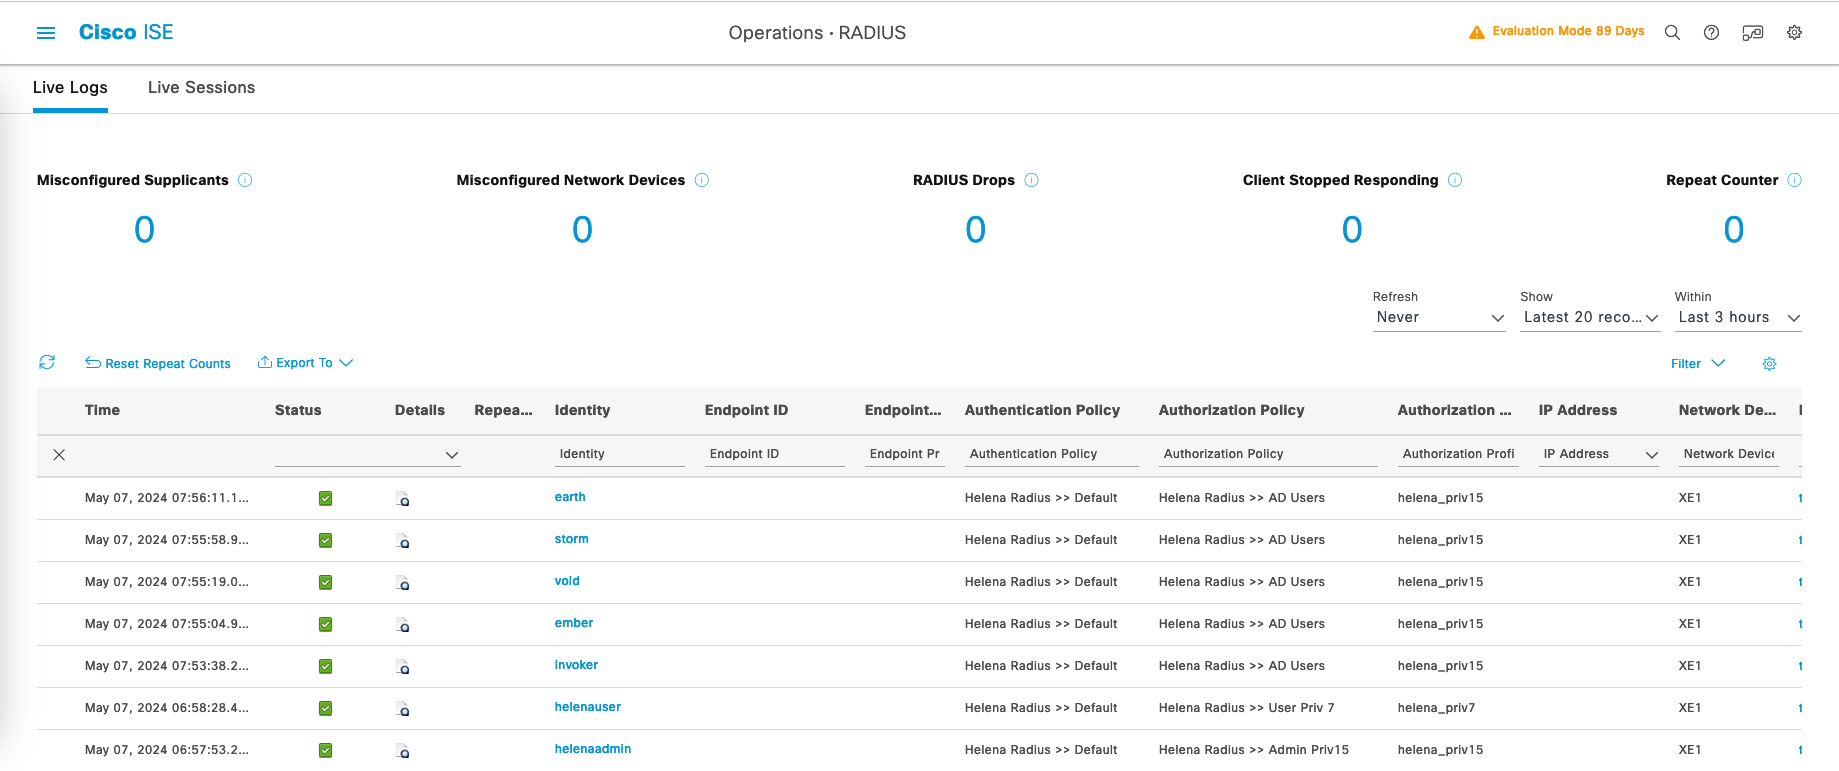 Cisco ISE
Operations · RADIUS
Evaluation Mode 89 Days
Live Logs Live Sessions
Misconfigured Supplicants Misconfigured Network Devices RADIUS Drops Client Stopped Responding Repeat Counter
0 0 0 0 0
Refresh Show Within
Never Latest 20 reco... Last 3 hours
Reset Repeat Counts Export To Filter
Time Status Details Repea... Identity Endpoint ID Endpoint... Authentication Policy Authorization Policy Authorization ... IP Address Network De...
Identity Endpoint ID Endpoint Pr Authentication Policy Authorization Policy Authorization Profi IP Address Network Device
May 07, 2024 07:56:11.1... earth Helena Radius >> Default Helena Radius >> AD Users helena_priv15 XE1
May 07, 2024 07:55:58.9... storm Helena Radius >> Default Helena Radius >> AD Users helena_priv15 XE1
May 07, 2024 07:55:19.0... void Helena Radius >> Default Helena Radius >> AD Users helena_priv15 XE1
May 07, 2024 07:55:04.9... ember Helena Radius >> Default Helena Radius >> AD Users helena_priv15 XE1
May 07, 2024 07:53:38.2... invoker Helena Radius >> Default Helena Radius >> AD Users helena_priv15 XE1
May 07, 2024 06:58:28.4... helenauser Helena Radius >> Default Helena Radius >> User Priv 7 helena_priv7 XE1
May 07, 2024 06:57:53.2... helenaadmin Helena Radius >> Default Helena Radius >> Admin Priv15 helena_priv15 XE1